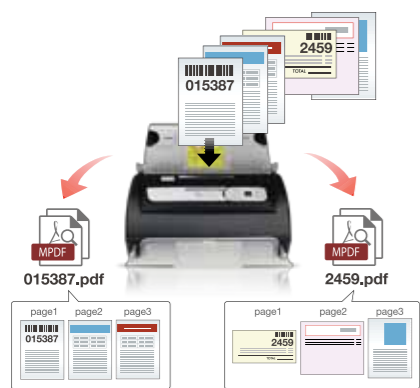 2459
TOTAL
015387
MPDF
015387.pdf
MPDF
2459.pdf
page1 page2 page3
015387
page1 page2 page3
2459
TOTAL